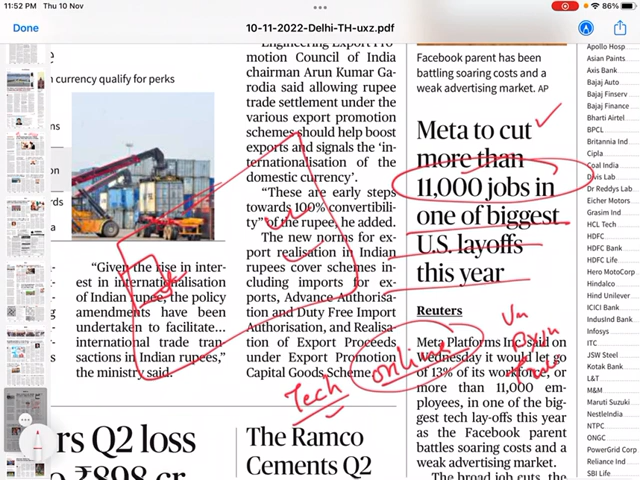 11:52 PM Thu 10 Nov
86%
Done
10-11-2022-Delhi-TH-uxz.pdf
currency qualify for perks
Engineering Export Pro-
motion Council of India
chairman Arun Kumar Ga-
rodia said allowing rupee
trade settlement under the
various export promotion
schemes should help boost
exports and signals the ‘in-
ternationalisation of the
domestic currency’.
“These are early steps
towards 100% convertibili-
ty” of the rupee, he added.
The new norms for ex-
port realisation in Indian
rupees cover schemes in-
cluding imports for ex-
ports, Advance Authorisa-
tion and Duty Free Import
Authorisation, and Realisa-
tion of Export Proceeds
under Export Promotion
Capital Goods Scheme.
“Given the rise in inter-
est in internationalisation
of Indian rupee, the policy
amendments have been
undertaken to facilitate...
international trade tran-
sactions in Indian rupees,”
the ministry said.
Facebook parent has been
battling soaring costs and a
weak advertising market. AP
Meta to cut
more than
11,000 jobs in
one of biggest
U.S. layoffs
this year
Reuters
Meta Platforms Inc. said on
Wednesday it would let go
of 13% of its workforce, or
more than 11,000 em-
ployees, in one of the big-
gest tech lay-offs this year
as the Facebook parent
battles soaring costs and a
weak advertising market.
The broad job cuts, the
Tech
online
rs Q2 loss
₹898 cr
The Ramco
Cements Q2
Apollo Hosp
Asian Paints
Axis Bank
Bajaj Auto
Bajaj Finserv
Bajaj Finance
Bharti Airtel
BPCL
Britannia Ind
Cipla
Coal India
Divis Lab
Dr Reddys Lab
Eicher Motors
Grasim Ind
HCL Tech
HDFC
HDFC Bank
HDFC Life
Hero MotoCorp
Hindalco
Hind Unilever
ICICI Bank
IndusInd Bank
Infosys
ITC
JSW Steel
Kotak Bank
L&T
M&M
Maruti Suzuki
NestleIndia
NTPC
ONGC
PowerGrid Corp
Reliance Ind
SBI Life